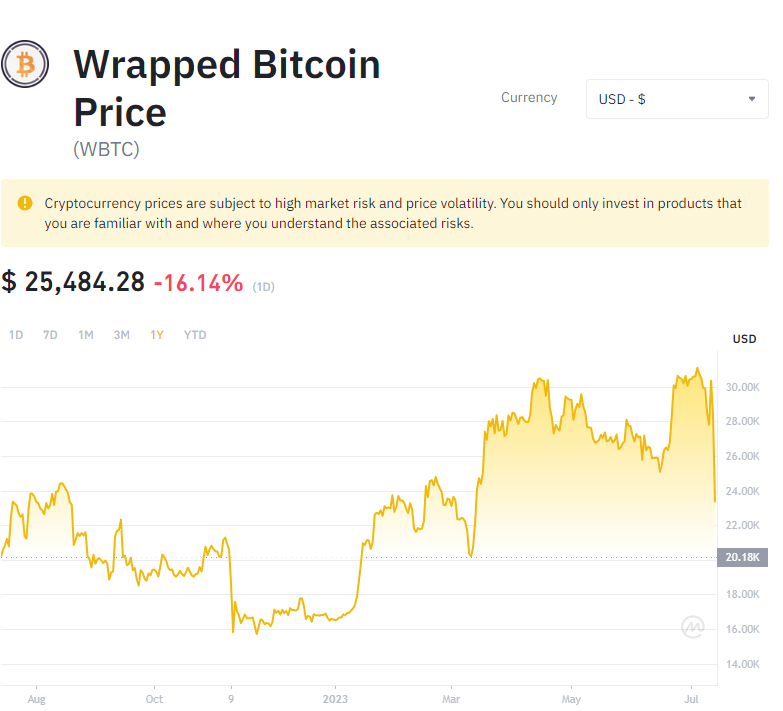 Wrapped Bitcoin
Price
(WBTC)
Currency
USD - $
Cryptocurrency prices are subject to high market risk and price volatility. You should only invest in products that
you are familiar with and where you understand the associated risks.
$ 25,484.28 -16.14% (1D)
1D 7D 1M 3M 1Y YTD
USD
30.00K
28.00K
26.00K
24.00K
22.00K
20.18K
18.00K
16.00K
14.00K
Aug Oct 9 2023 Mar May Jul